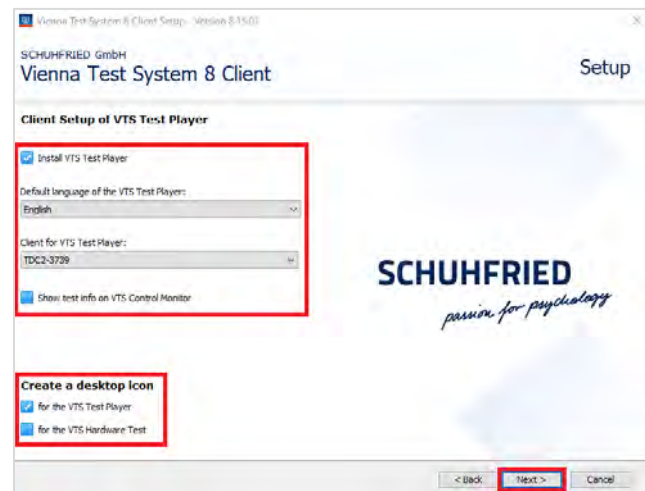 Vienna Test System 8 Client Setup - Version 8.15.01
SCHUHFRIED GmbH
Vienna Test System 8 Client
Setup
Client Setup of VTS Test Player
Install VTS Test Player
Default language of the VTS Test Player:
English
Client for VTS Test Player:
TDC2-3739
Show test info on VTS Control Monitor
SCHUHFRIED
passion for psychology
Create a desktop icon
for the VTS Test Player
for the VTS Hardware Test
< Back
Next >
Cancel